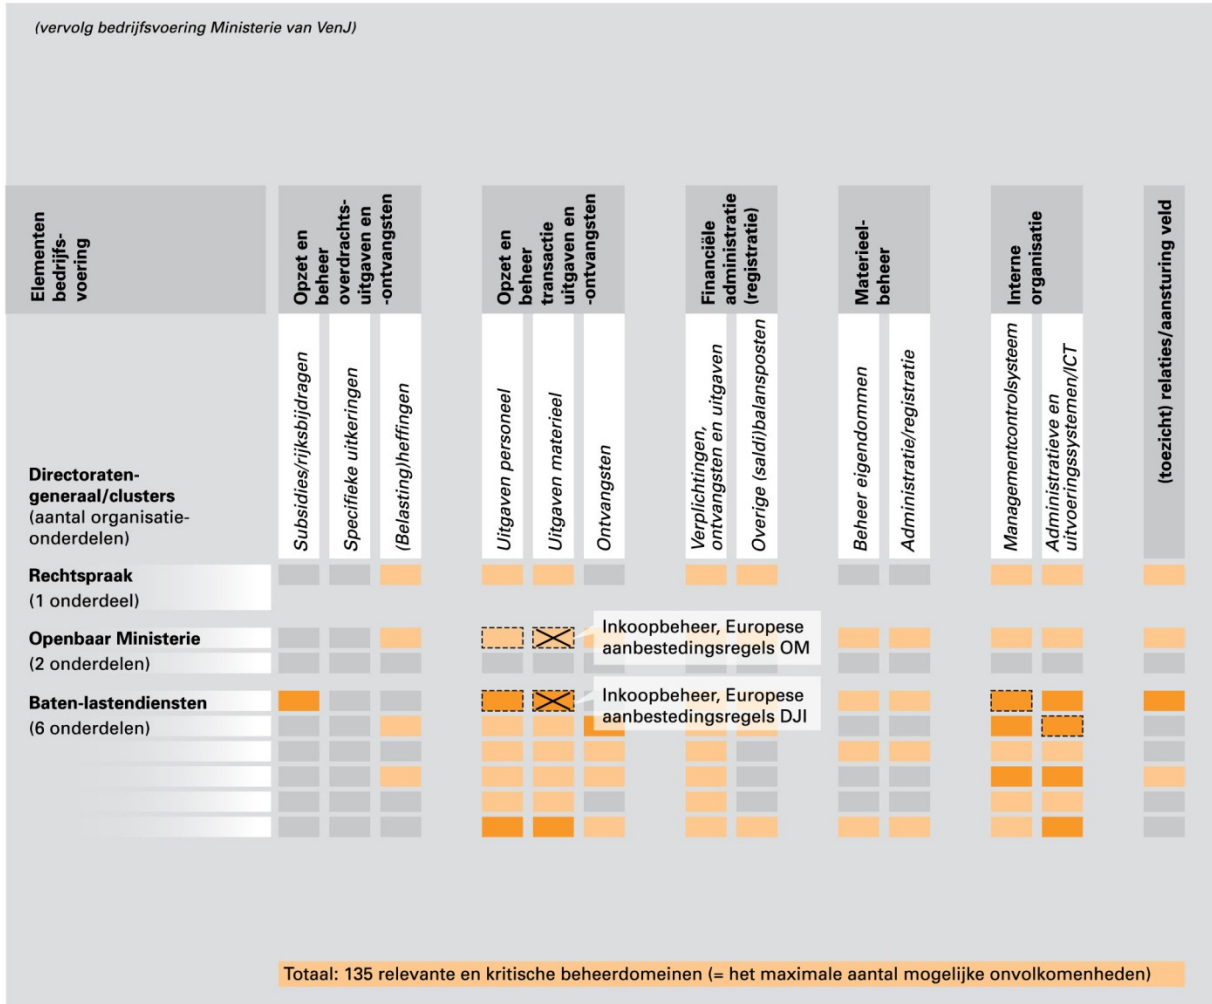 (vervolg bedrijfsvoering Ministerie van VenJ)
Elementen
bedrijfs-
voering
Opzet en
beheer
overdrachts-
uitgaven en
-ontvangsten
Opzet en
beheer
transactie
uitgaven en
-ontvangsten
Financiële
administratie
(registratie)
Materieel-
beheer
Interne
organisatie
(toezicht) relaties/aansturing veld
Directoraten-
generaal/clusters
(aantal organisatie-
onderdelen)
Subsidies/rijksbijdragen
Specifieke uitkeringen
(Belasting)heffingen
Uitgaven personeel
Uitgaven materieel
Ontvangsten
Verplichtingen,
ontvangsten en uitgaven
Overige (saldi)balansposten
Beheer eigendommen
Administratie/registratie
Managementcontrolsysteem
Administratieve en
uitvoeringssystemen/ICT
Rechtspraak
(1 onderdeel)
Openbaar Ministerie
(2 onderdelen)
Inkoopbeheer, Europese
aanbestedingsregels OM
Baten-lastendiensten
(6 onderdelen)
Inkoopbeheer, Europese
aanbestedingsregels DJI
Totaal: 135 relevante en kritische beheerdomeinen (= het maximale aantal mogelijke onvolkomenheden)